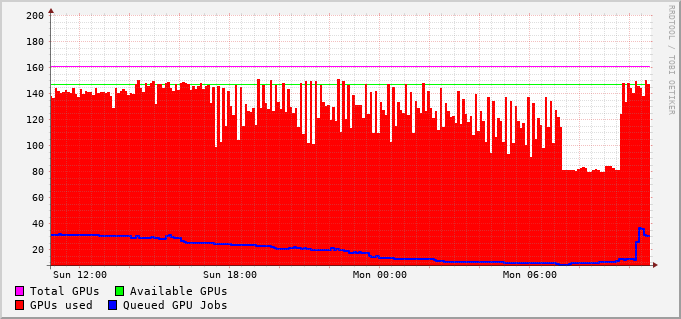 200
180
160
140
120
100
80
60
40
20
Sun 12:00 Sun 18:00 Mon 00:00 Mon 06:00
Total GPUs Available GPUs
GPUs used Queued GPU Jobs
RRDTOOL / TOBI OETIKER